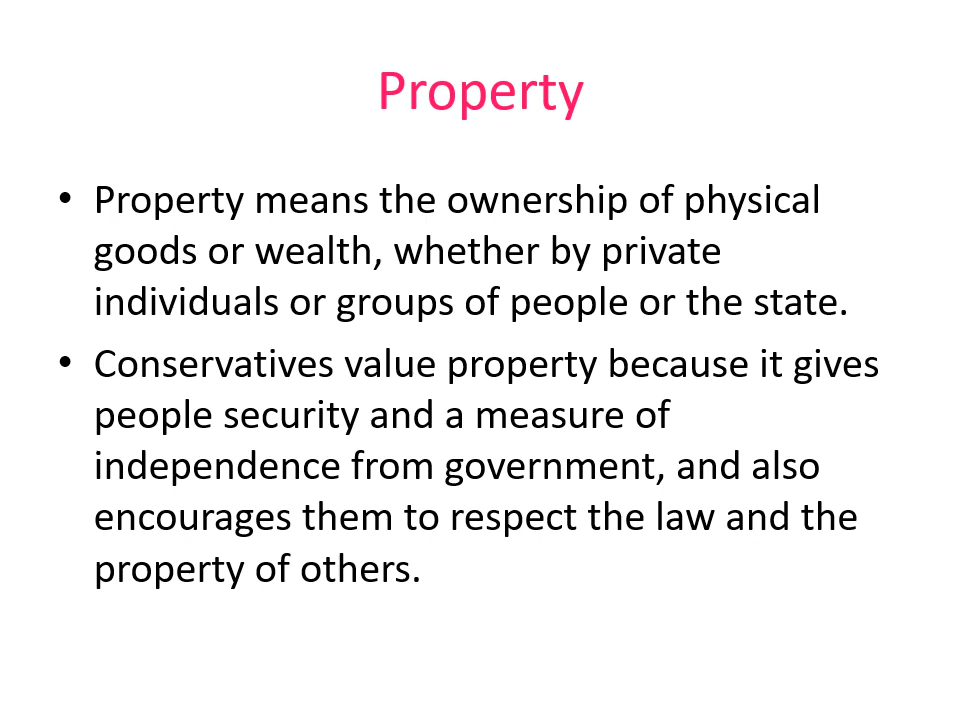 Property
• Property means the ownership of physical
goods or wealth, whether by private
individuals or groups of people or the state.
• Conservatives value property because it gives
people security and a measure of
independence from government, and also
encourages them to respect the law and the
property of others.